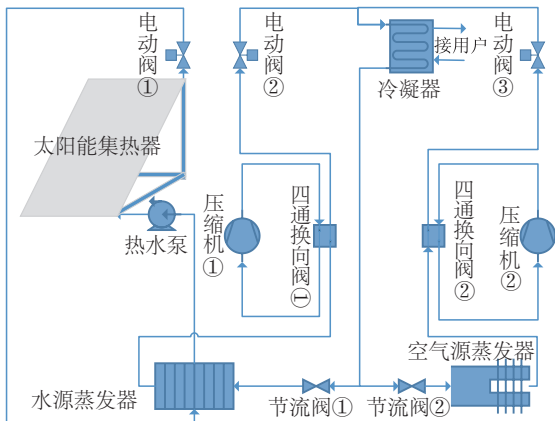 电动阀①
电动阀②
接用户
电动阀③
冷凝器
太阳能集热器
压缩机①
四通换向阀①
四通换向阀②
压缩机②
热水泵
空气源蒸发器
水源蒸发器
节流阀①
节流阀②